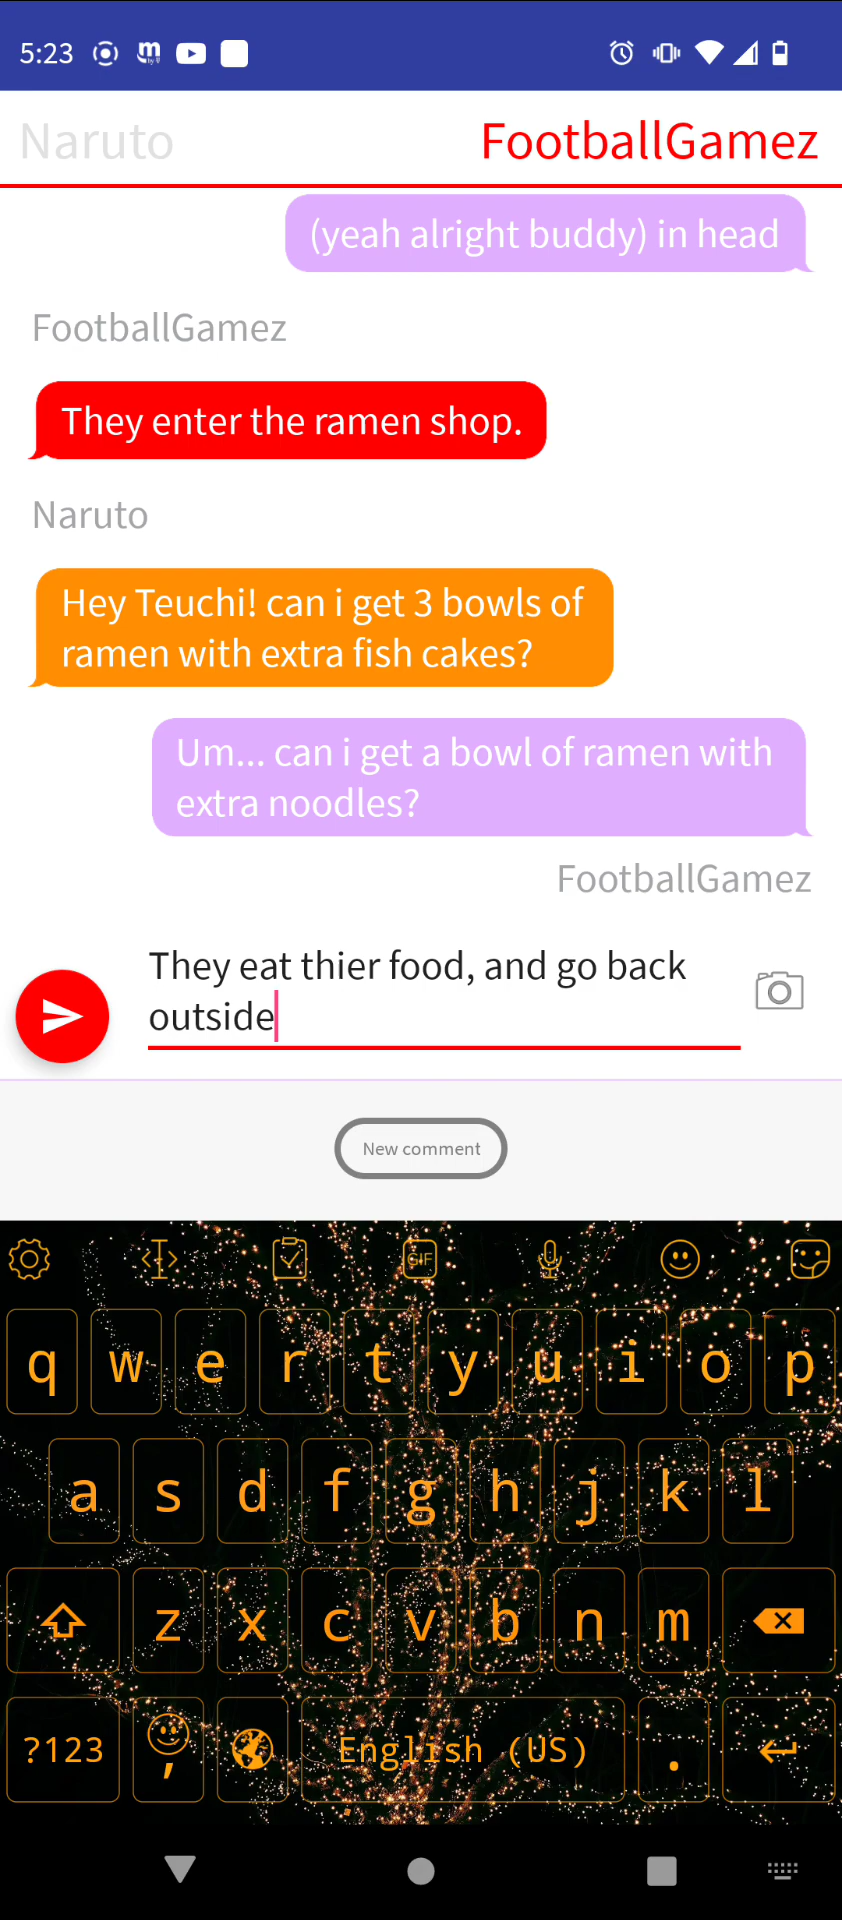 5:23
Naruto
FootballGamez
(yeah alright buddy) in head
FootballGamez
They enter the ramen shop.
Naruto
Hey Teuchi! can i get 3 bowls of
ramen with extra fish cakes?
Um... can i get a bowl of ramen with
extra noodles?
FootballGamez
They eat thier food, and go back
outside
New comment
GIF
q w e r t y u i o p
a s d f g h j k l
z x c v b n m
?123 , English (US) .